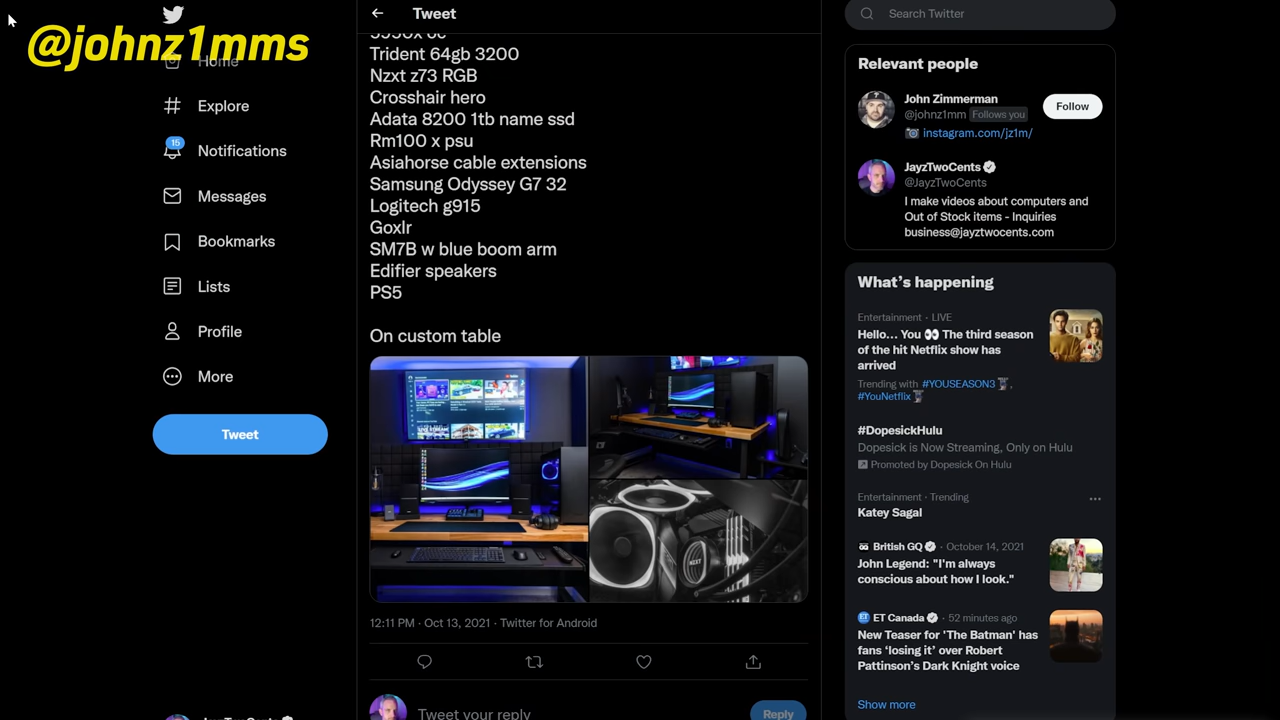 @johnz1mms
Home
Explore
15
Notifications
Messages
Bookmarks
Lists
Profile
More
Tweet
Tweet
Trident 64gb 3200
Nzxt z73 RGB
Crosshair hero
Adata 8200 1tb name ssd
Rm100 x psu
Asiahorse cable extensions
Samsung Odyssey G7 32
Logitech g915
Goxlr
SM7B w blue boom arm
Edifier speakers
PS5
On custom table
NZXT
12:11 PM · Oct 13, 2021 · Twitter for Android
Tweet your reply
Reply
Search Twitter
Relevant people
John Zimmerman
@johnz1mm Follows you
Follow
instagram.com/jz1m/
JayzTwoCents
@JayzTwoCents
I make videos about computers and
Out of Stock items - Inquiries
business@jayztwocents.com
What's happening
Entertainment · LIVE
Hello... You 👀 The third season
of the hit Netflix show has
arrived
Trending with #YOUSEASON3,
#YouNetflix
#DopesickHulu
Dopesick is Now Streaming, Only on Hulu
Promoted by Dopesick On Hulu
Entertainment · Trending
Katey Sagal
British GQ · October 14, 2021
John Legend: "I'm always
conscious about how I look."
ET Canada · 52 minutes ago
New Teaser for 'The Batman' has
fans ‘losing it’ over Robert
Pattinson’s Dark Knight voice
Show more